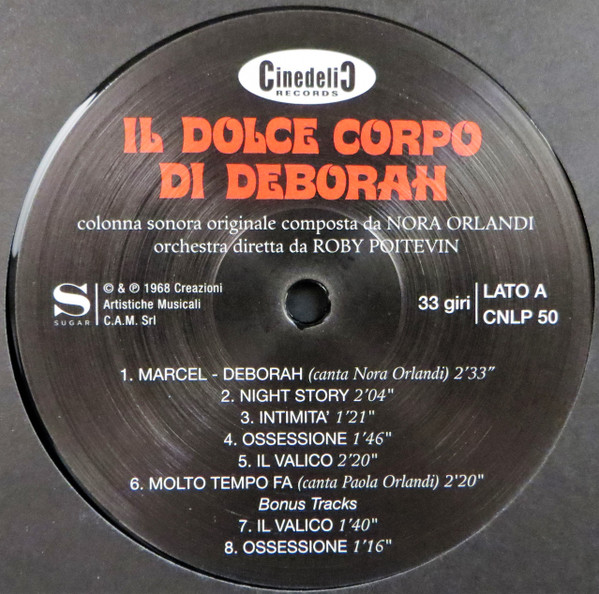 CinedeliC
RECORDS
IL DOLCE CORPO
DI DEBORAH
colonna sonora originale composta da NORA ORLANDI
orchestra diretta da ROBY POITEVIN
S
SUGAR
© & ℗ 1968 Creazioni
Artistiche Musicali
C.A.M. Srl
33 giri
LATO A
CNLP 50
1. MARCEL - DEBORAH (canta Nora Orlandi) 2'33"
2. NIGHT STORY 2'04"
3. INTIMITA' 1'21"
4. OSSESSIONE 1'46"
5. IL VALICO 2'20"
6. MOLTO TEMPO FA (canta Paola Orlandi) 2'20"
Bonus Tracks
7. IL VALICO 1'40"
8. OSSESSIONE 1'16"